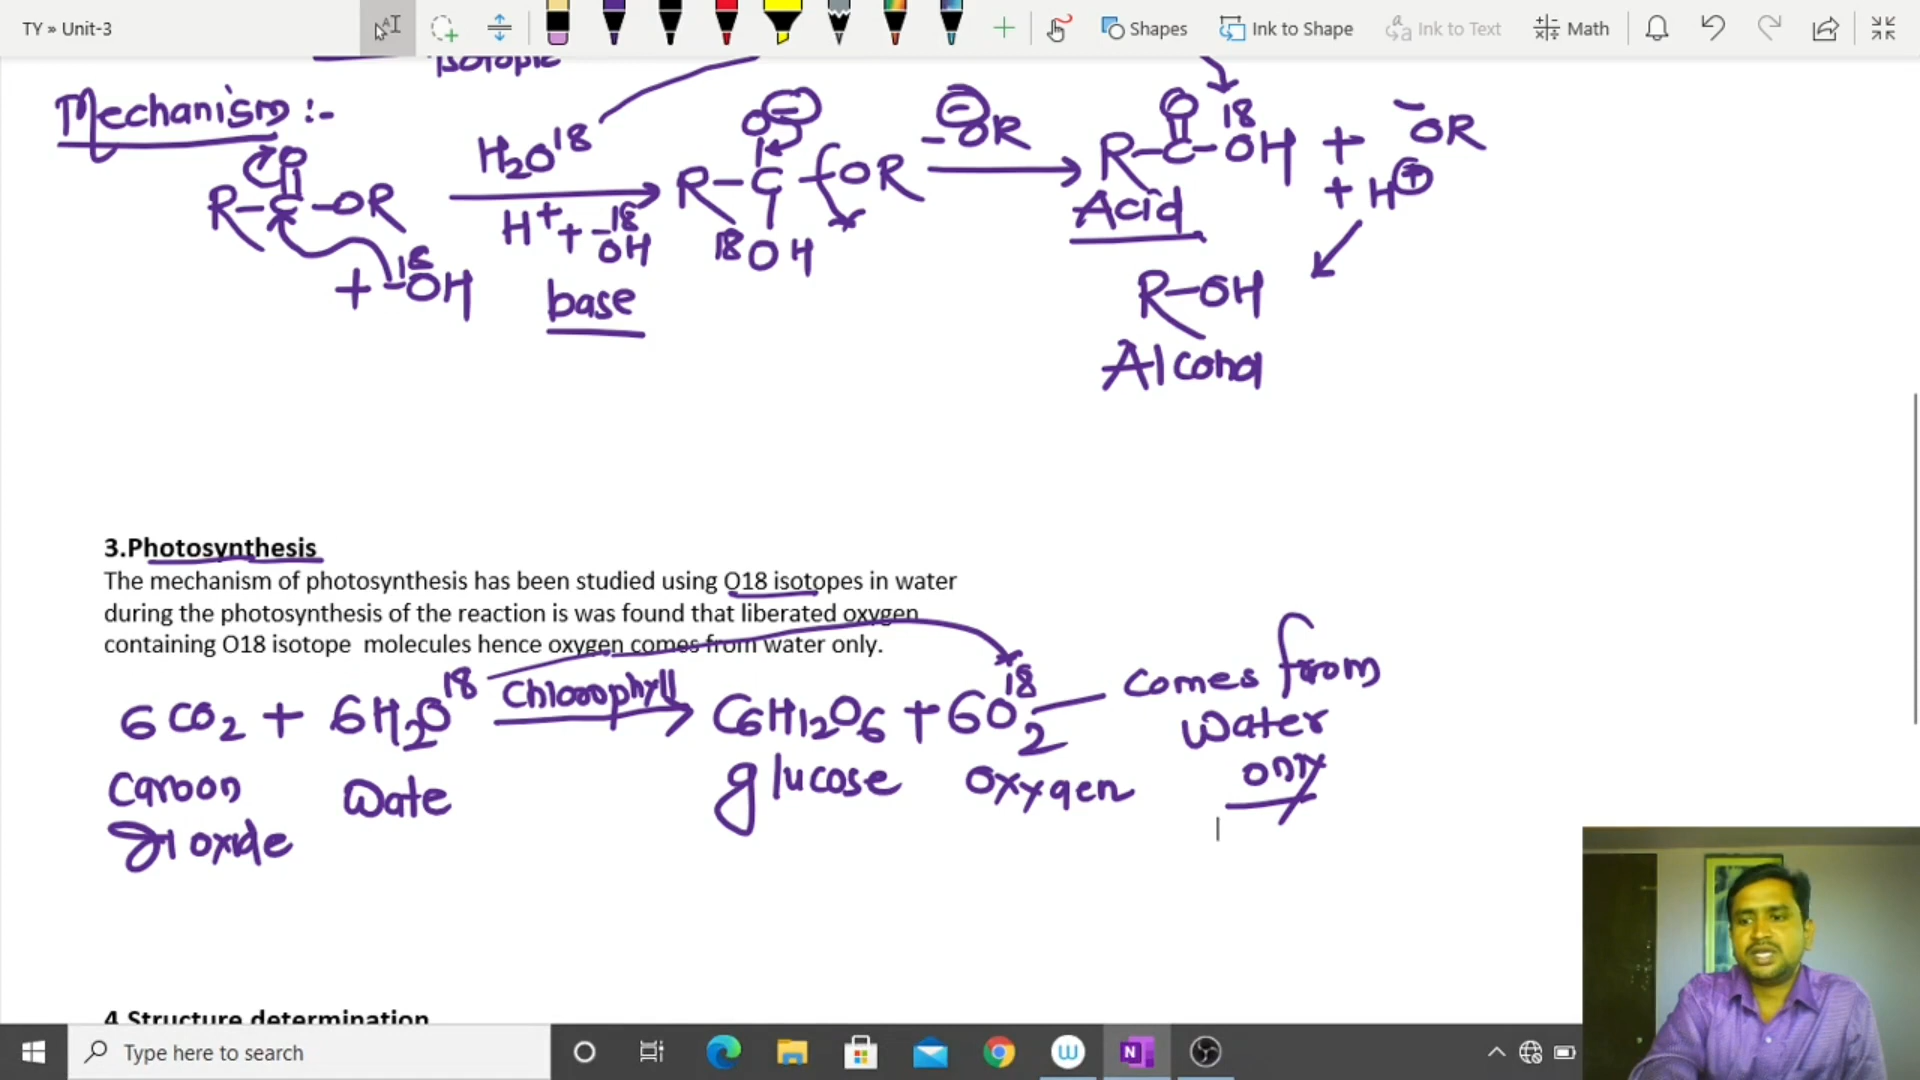 TY » Unit-3
Shapes Ink to Shape Ink to Text Math
isotopic
Mechanism :-
R-C-OR
O
+ -18OH
H2O18
H+ + -18OH
base
O-
R-C-OR
18OH
-OR
O 18
R-C-OH + -OR
Acid + H+
R-OH
Alcohol
3.Photosynthesis
The mechanism of photosynthesis has been studied using O18 isotopes in water
during the photosynthesis of the reaction is was found that liberated oxygen
containing O18 isotope molecules hence oxygen comes from water only.
6CO2 + 6H2O18 Chlorophyll C6H12O6 + 6O2 18 comes from
water
only
Carbon
dioxide
Wate
glucose
oxygen
4.Structure determination
Type here to search